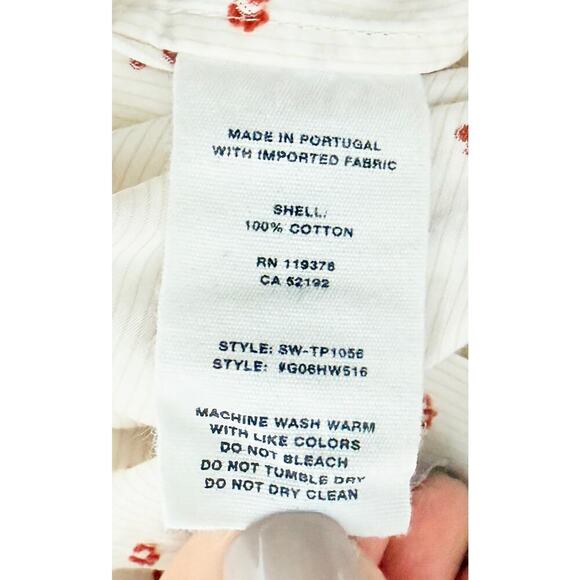 MADE IN PORTUGAL
WITH IMPORTED FABRIC
SHELL:
100% COTTON
RN 119376
CA 52192
STYLE: SW-TP1056
STYLE: #G06HW516
MACHINE WASH WARM
WITH LIKE COLORS
DO NOT BLEACH
DO NOT TUMBLE DRY
DO NOT DRY CLEAN